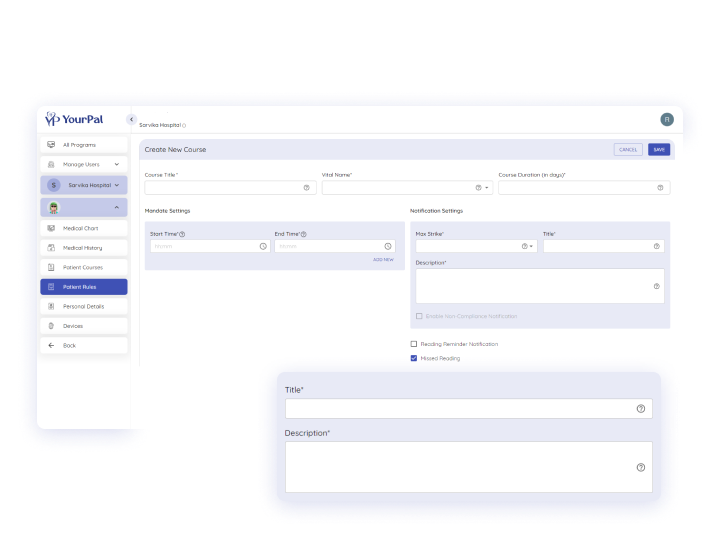 YourPal
Sarvika Hospital
R
All Programs
Manage Users
S Sarvika Hospital
Medical Chart
Medical History
Patient Courses
Patient Rules
Personal Details
Devices
Back
Create New Course
CANCEL
SAVE
Course Title*
Vital Name*
Course Duration (in days)*
Mandate Settings
Notification Settings
Start Time*
End Time*
hh:mm
hh:mm
ADD NEW
Max Strike*
Title*
Description*
Enable Non Compliance Notification
Reading Reminder Notification
Missed Reading
Title*
Description*